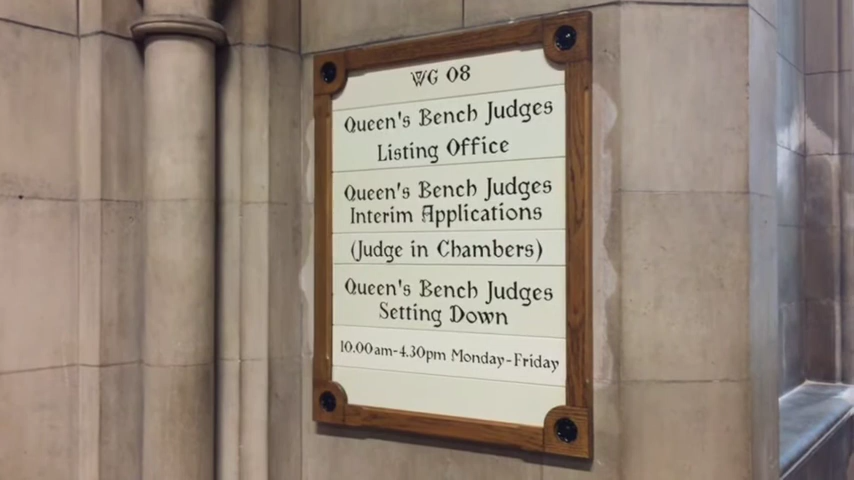 WG 08
Queen's Bench Judges
Listing Office
Queen's Bench Judges
Interim Applications
(Judge in Chambers)
Queen's Bench Judges
Setting Down
10.00am-4.30pm Monday-Friday